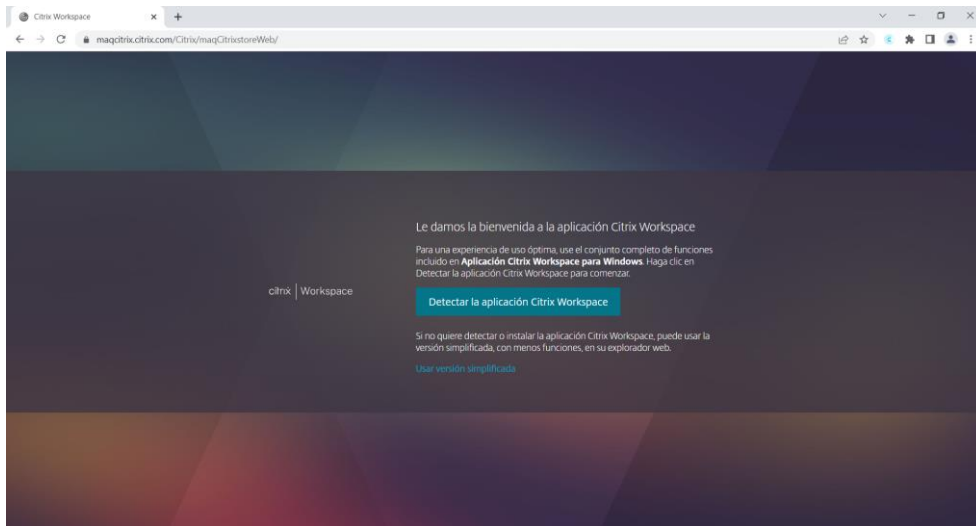 Citrix Workspace
maqcitrix.citrix.com/Citrix/maqCitrixstoreWeb/
Le damos la bienvenida a la aplicación Citrix Workspace
Para una experiencia de uso óptima, use el conjunto completo de funciones
incluido en Aplicación Citrix Workspace para Windows. Haga clic en
Detectar la aplicación Citrix Workspace para comenzar.
citrix | Workspace
Detectar la aplicación Citrix Workspace
Si no quiere detectar o instalar la aplicación Citrix Workspace, puede usar la
versión simplificada, con menos funciones, en su explorador web.
Usar versión simplificada